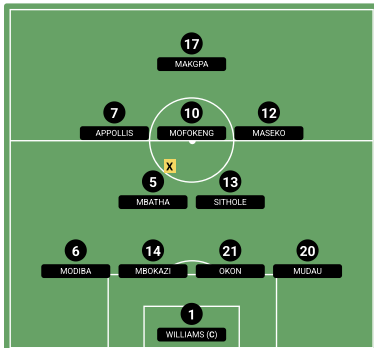 17
MAKGPA
7
10
12
APPOLLIS
MOFOKENG
MASEKO
X
5
13
MBATHA
SITHOLE
6
14
21
20
MODIBA
MBOKAZI
OKON
MUDAU
1
WILLIAMS (C)